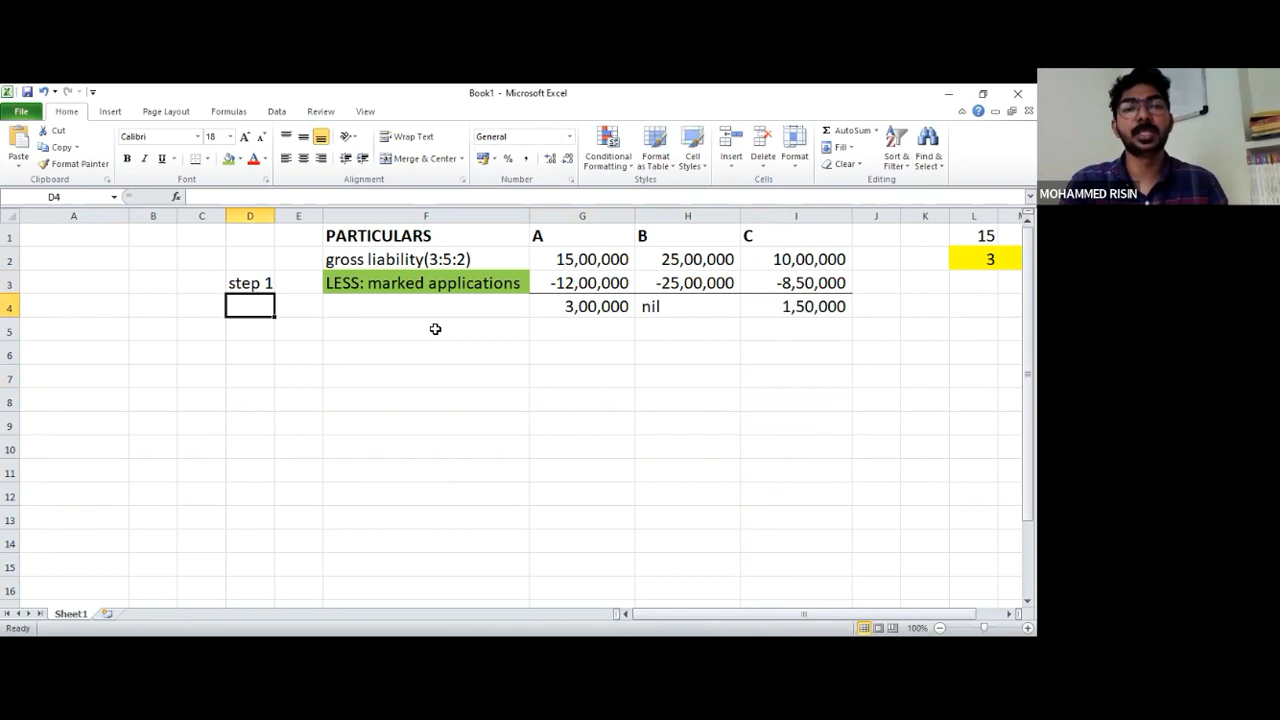 Book1 - Microsoft Excel
File Home Insert Page Layout Formulas Data Review View
Cut
Copy
Format Painter
Paste
Clipboard
Calibri 18
B I U
Font
Wrap Text
Merge & Center
Alignment
General
% ,
Number
Conditional Formatting
Format as Table
Cell Styles
Styles
Insert Delete Format
Cells
AutoSum
Fill
Clear
Sort & Filter
Find & Select
Editing
MOHAMMED RISIN
D4 fx
A B C D E F G H I J K L M
1 PARTICULARS A B C 15
2 gross liability(3:5:2) 15,00,000 25,00,000 10,00,000 3
3 step 1 LESS: marked applications -12,00,000 -25,00,000 -8,50,000
4 3,00,000 nil 1,50,000
5
6
7
8
9
10
11
12
13
14
15
16
Sheet1
Ready 100%